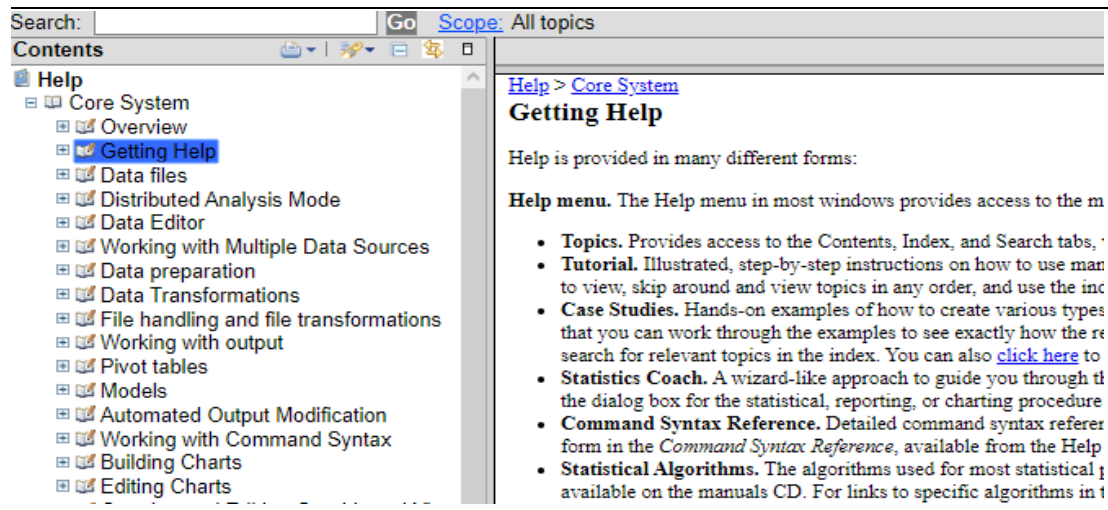 Search: Go Scope: All topics
Contents
Help
Core System
Overview
Getting Help
Data files
Distributed Analysis Mode
Data Editor
Working with Multiple Data Sources
Data preparation
Data Transformations
File handling and file transformations
Working with output
Pivot tables
Models
Automated Output Modification
Working with Command Syntax
Building Charts
Editing Charts
Help > Core System
Getting Help
Help is provided in many different forms:
Help menu. The Help menu in most windows provides access to the m
Topics. Provides access to the Contents, Index, and Search tabs,
Tutorial. Illustrated, step-by-step instructions on how to use man
to view, skip around and view topics in any order, and use the ind
Case Studies. Hands-on examples of how to create various types
that you can work through the examples to see exactly how the re
search for relevant topics in the index. You can also click here to
Statistics Coach. A wizard-like approach to guide you through th
the dialog box for the statistical, reporting, or charting procedure
Command Syntax Reference. Detailed command syntax referen
form in the Command Syntax Reference, available from the Help
Statistical Algorithms. The algorithms used for most statistical p
available on the manuals CD. For links to specific algorithms in t